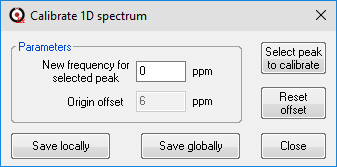 Calibrate 1D spectrum
Parameters
New frequency for
selected peak
0
ppm
Origin offset
6
ppm
Select peak
to calibrate
Reset
offset
Save locally
Save globally
Close